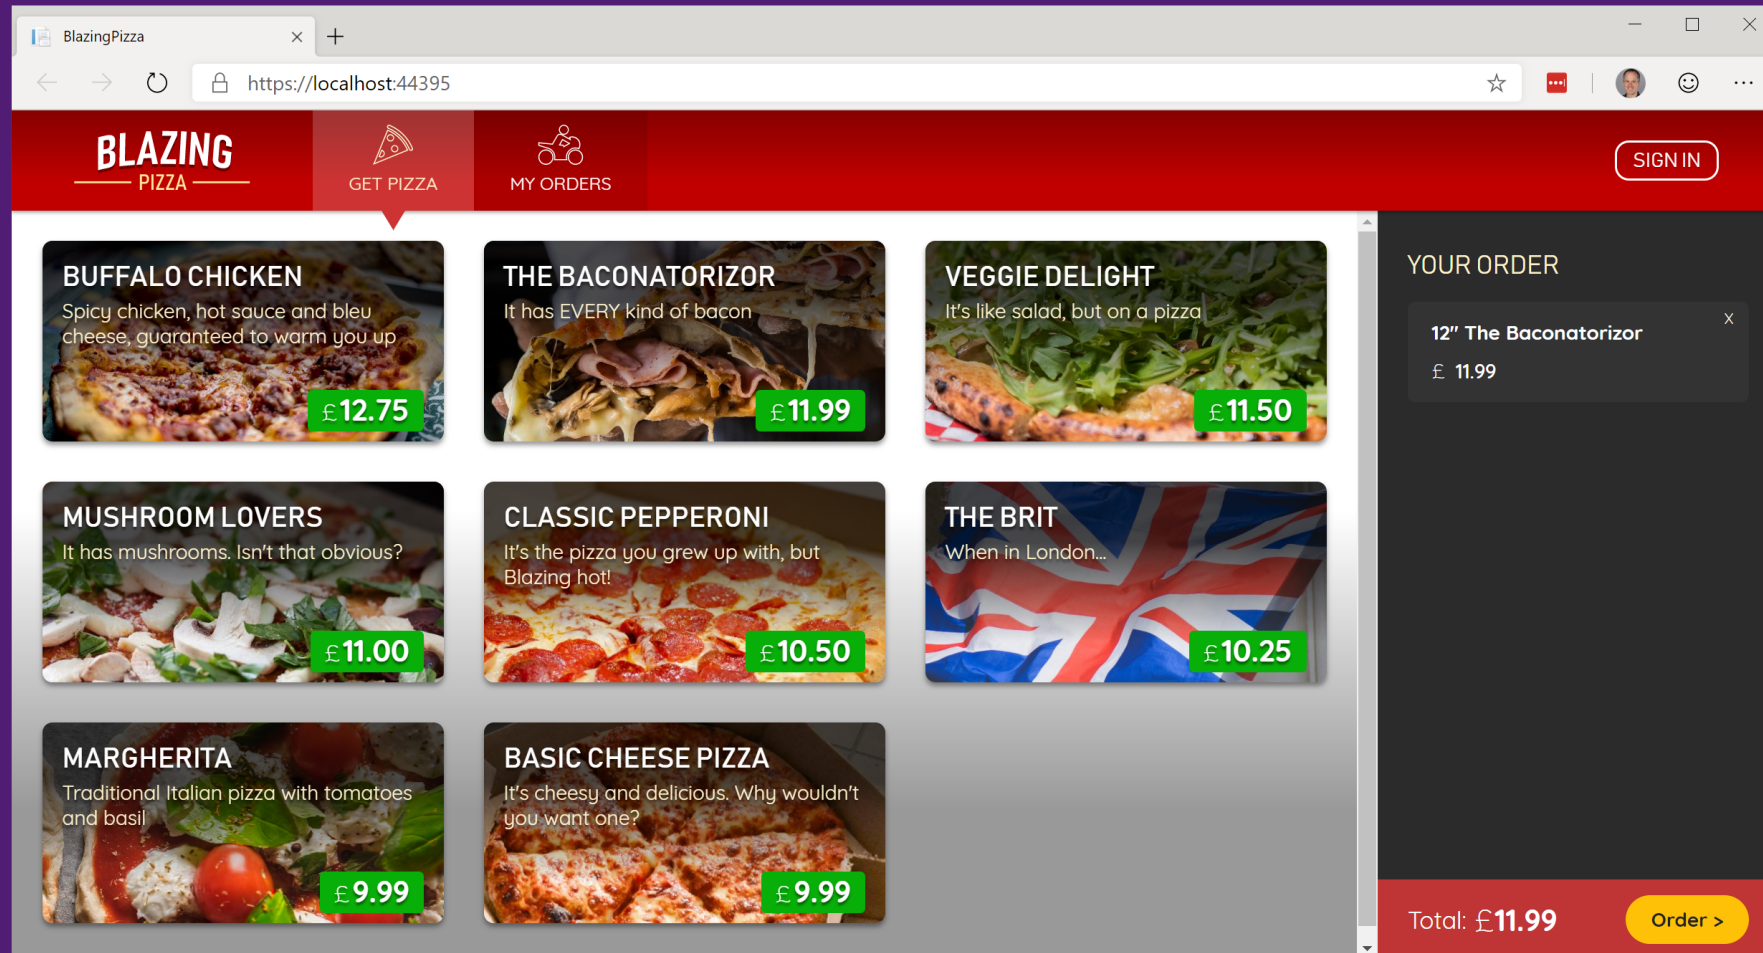 BlazingPizza
https://localhost:44395
BLAZING
PIZZA
GET PIZZA
MY ORDERS
SIGN IN
BUFFALO CHICKEN
Spicy chicken, hot sauce and bleu
cheese, guaranteed to warm you up
£12.75
THE BACONATORIZOR
It has EVERY kind of bacon
£11.99
VEGGIE DELIGHT
It's like salad, but on a pizza
£11.50
MUSHROOM LOVERS
It has mushrooms. Isn't that obvious?
£11.00
CLASSIC PEPPERONI
It's the pizza you grew up with, but
Blazing hot!
£10.50
THE BRIT
When in London...
£10.25
MARGHERITA
Traditional Italian pizza with tomatoes
and basil
£9.99
BASIC CHEESE PIZZA
It's cheesy and delicious. Why wouldn't
you want one?
£9.99
YOUR ORDER
12" The Baconatorizor
x
£ 11.99
Total: £11.99
Order >